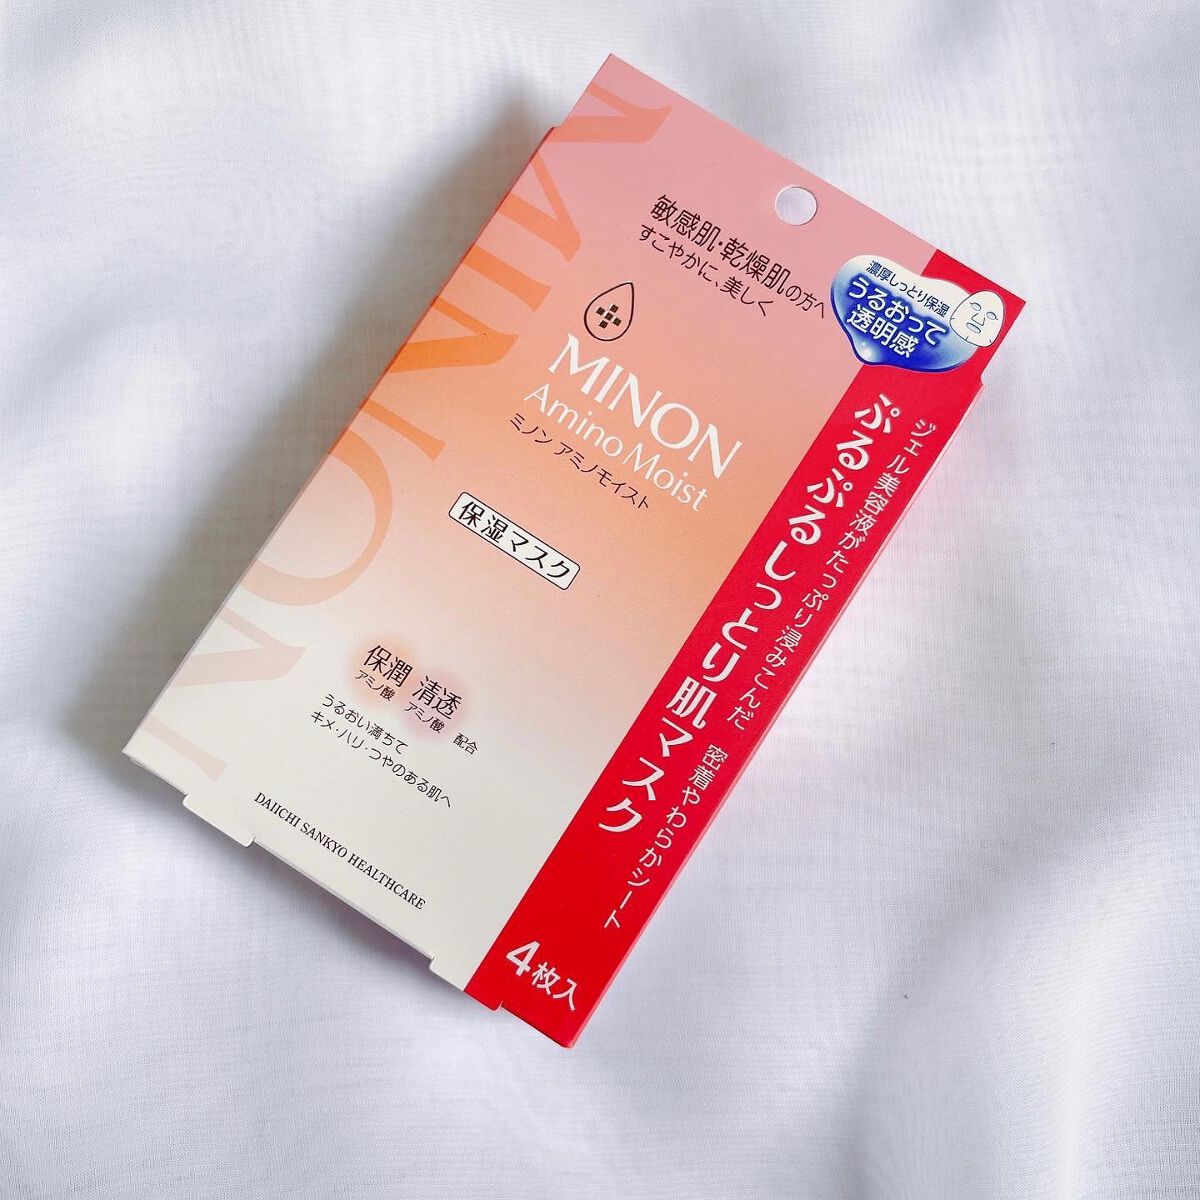 敏感肌・乾燥肌の方へ
すこやかに、美しく
濃厚しっとり保湿
うるおって
透明感
MINON
Amino Moist
ミノン アミノモイスト
保湿マスク
ジェル美容液がたっぷり浸みこんだ 密着やわらかシート
ぷるぷるしっとり肌マスク
保潤 清透
アミノ酸 アミノ酸 配合
うるおい満ちて
キメ・ハリ・つやのある肌へ
DAIICHI SANKYO HEALTHCARE
4枚入
MINON